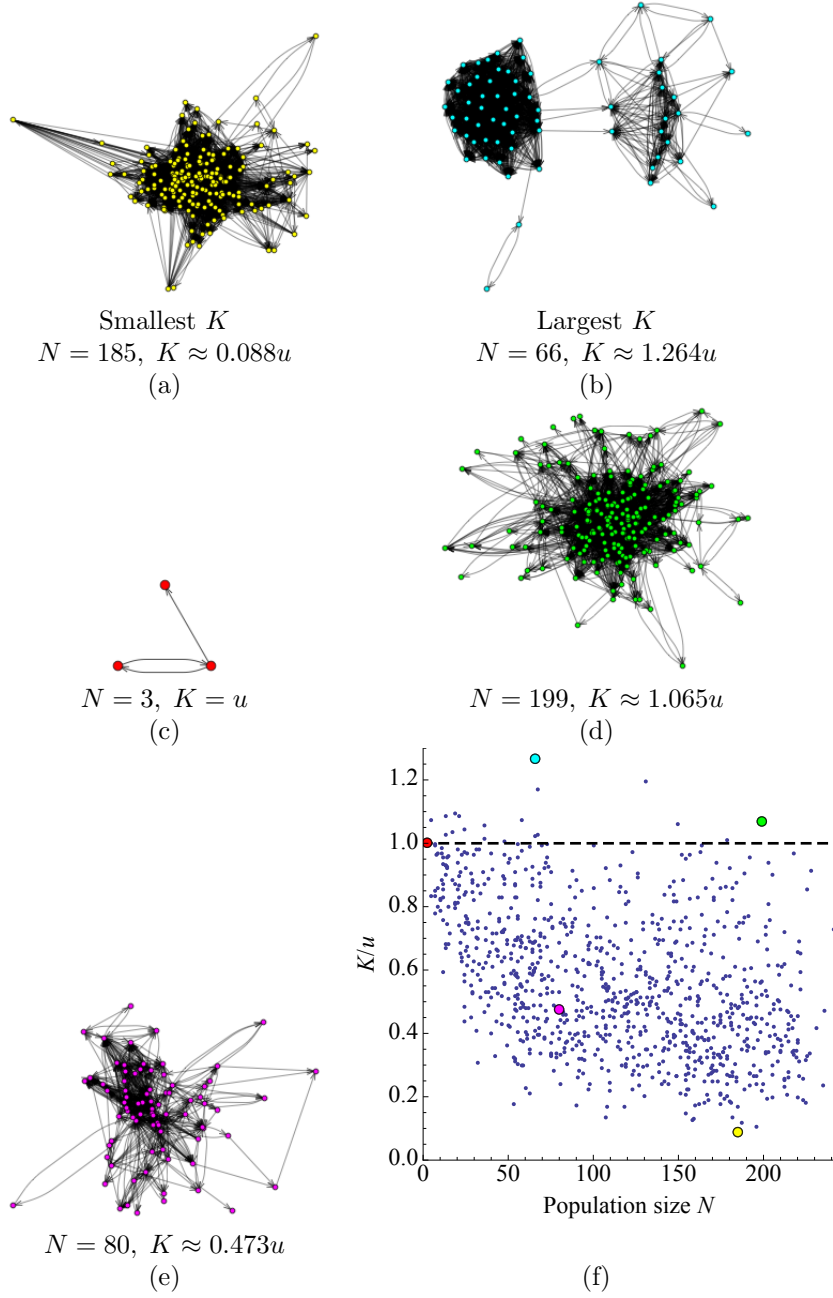 Smallest K
N = 185, K ≈ 0.088u
(a)
Largest K
N = 66, K ≈ 1.264u
(b)
N = 3, K = u
(c)
N = 199, K ≈ 1.065u
(d)
N = 80, K ≈ 0.473u
(e)
K/u
1.2
1.0
0.8
0.6
0.4
0.2
0.0
0 50 100 150 200
Population size N
(f)